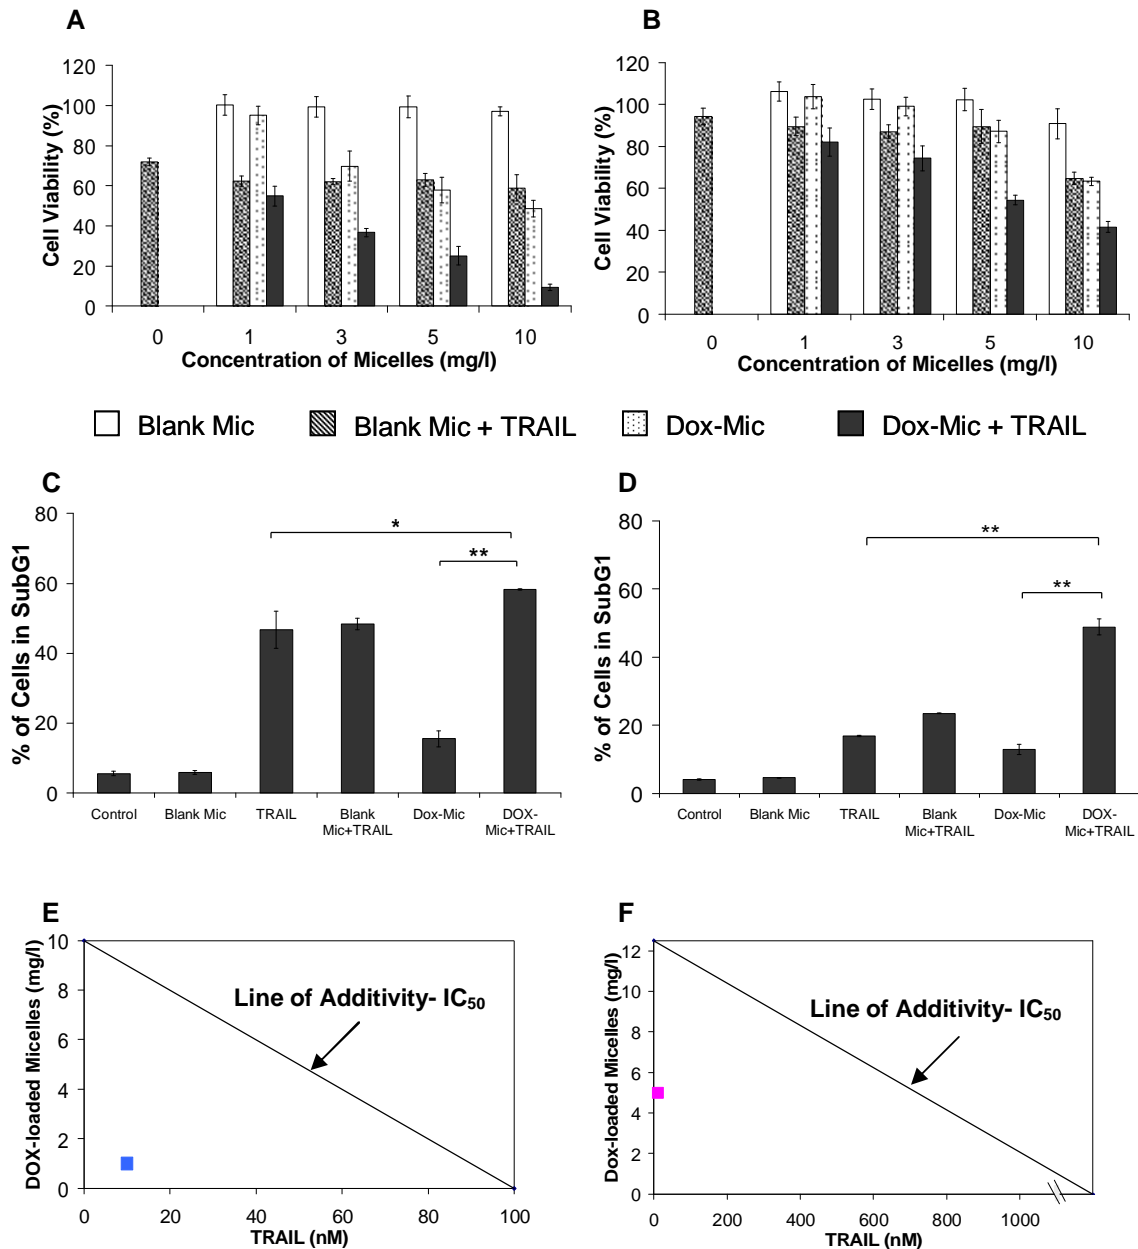 A
Cell Viability (%)
120
100
80
60
40
20
0
0 1 3 5 10
Concentration of Micelles (mg/l)
B
Cell Viability (%)
120
100
80
60
40
20
0
0 1 3 5 10
Concentration of Micelles (mg/l)
Blank Mic Blank Mic + TRAIL Dox-Mic Dox-Mic + TRAIL
C
% of Cells in SubG1
80
60
40
20
0
*
**
Control Blank Mic TRAIL Blank Mic+TRAIL Dox-Mic DOX-Mic+TRAIL
D
% of Cells in SubG1
80
60
40
20
0
**
**
Control Blank Mic TRAIL Blank Mic+TRAIL Dox-Mic DOX-Mic+TRAIL
E
DOX-loaded Micelles (mg/l)
10
8
6
4
2
0
Line of Additivity- IC50
0 20 40 60 80 100
TRAIL (nM)
F
Dox-loaded Micelles (mg/l)
12
10
8
6
4
2
0
Line of Additivity- IC50
0 200 400 600 800 1000
TRAIL (nM)